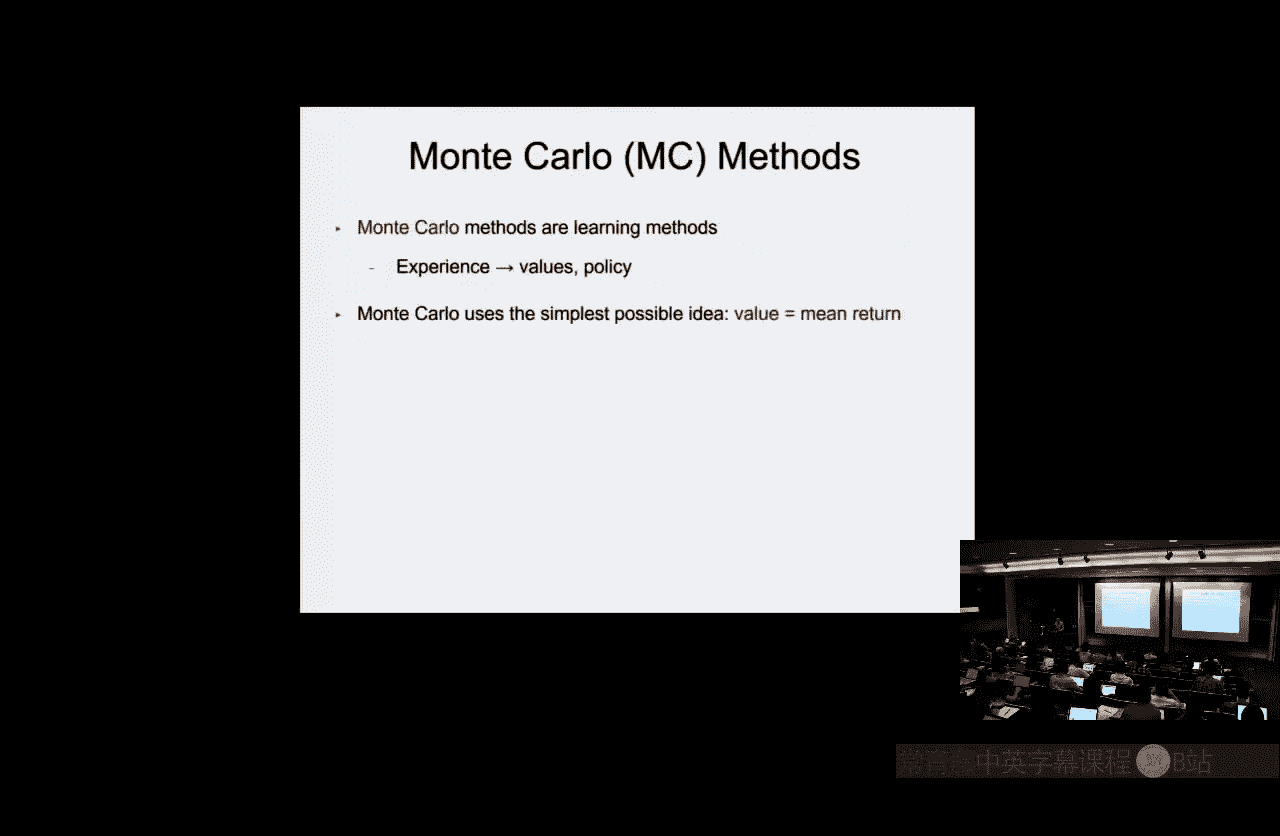 Monte Carlo (MC) Methods
‣ Monte Carlo methods are learning methods
- Experience → values, policy
‣ Monte Carlo uses the simplest possible idea: value = mean return
中英字幕课程 B站